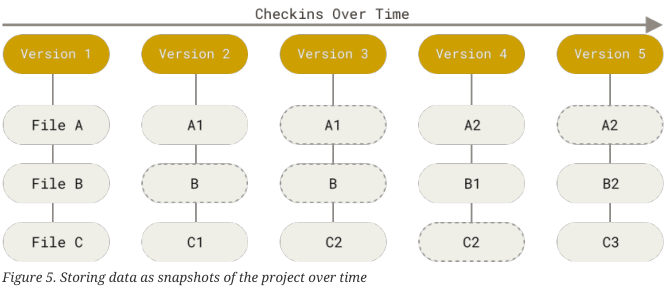 Checkins Over Time
Version 1 Version 2 Version 3 Version 4 Version 5
File A A1 A1 A2 A2
File B B B B1 B2
File C C1 C2 C2 C3
Figure 5. Storing data as snapshots of the project over time